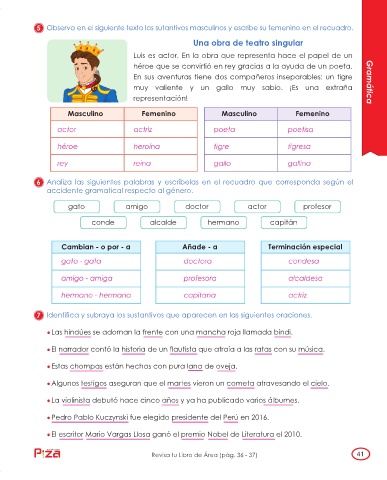 5 Observa en el siguiente texto los sutantivos masculinos y escribe su femenino en el recuadro.
Una obra de teatro singular
Luis es actor. En la obra que representa hace el papel de un
héroe que se convirtió en rey gracias a la ayuda de un poeta.
En sus aventuras tiene dos compañeros inseparables: un tigre
muy valiente y un gallo muy sabio. ¡Es una extraña
representación!
Gramática
Masculino Femenino Masculino Femenino
actor actriz poeta poetisa
héroe heroína tigre tigresa
rey reina gallo gallina
6 Analiza las siguientes palabras y escríbelas en el recuadro que corresponda según el
accidente gramatical respecto al género.
gato amigo doctor actor profesor
conde alcalde hermano capitán
Cambian - o por - a Añade - a Terminación especial
gato - gata doctora condesa
amigo - amiga profesora alcaldesa
hermano - hermana capitana actriz
7 Identifica y subraya los sustantivos que aparecen en las siguientes oraciones.
• Las hindúes se adornan la frente con una mancha roja llamada bindi.
• El narrador contó la historia de un flautista que atraía a las ratas con su música.
• Estas chompas están hechas con pura lana de oveja.
• Algunos testigos aseguran que el martes vieron un cometa atravesando el cielo.
• La violinista debutó hace cinco años y ya ha publicado varios álbumes.
• Pedro Pablo Kuczynski fue elegido presidente del Perú en 2016.
• El escritor Mario Vargas Llosa ganó el premio Nobel de Literatura el 2010.
Pizza
Revisa tu Libro de Área (pág. 36 - 37)
41